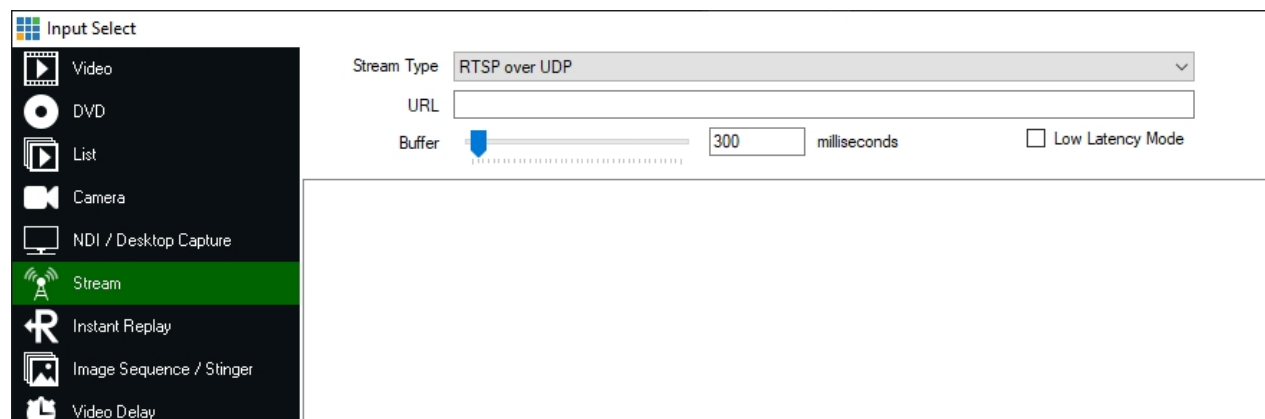 Input Select
Video
DVD
List
Camera
NDI / Desktop Capture
Stream
Instant Replay
Image Sequence / Stinger
Video Delay
Stream Type RTSP over UDP
URL
Buffer 300 milliseconds Low Latency Mode